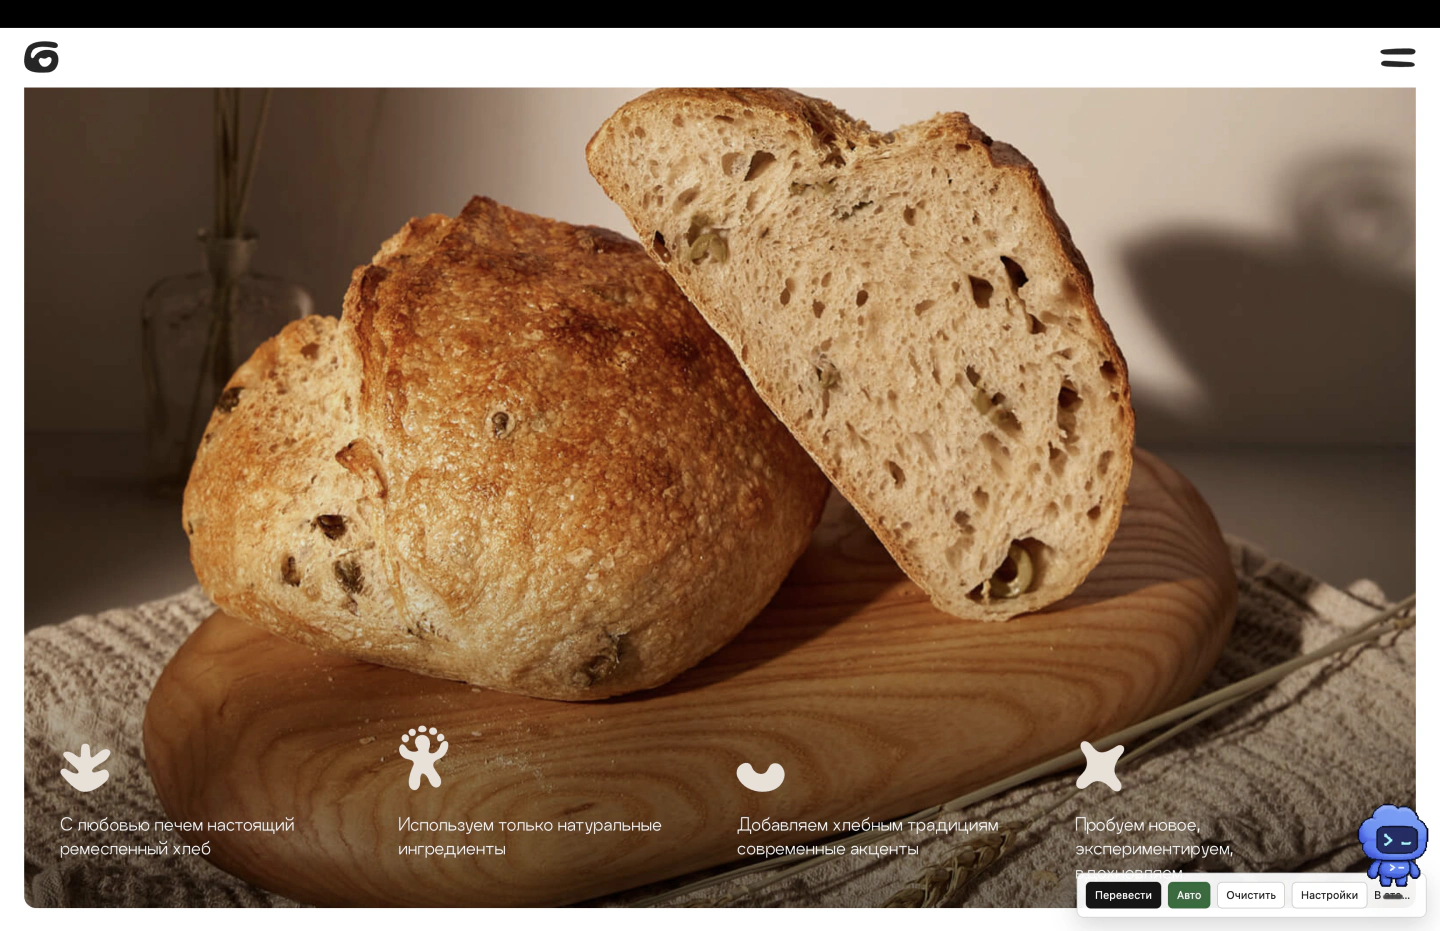 С любовью печем настоящий
ремесленный хлеб
Используем только натуральные
ингредиенты
Добавляем хлебным традициям
современные акценты
Пробуем новое,
экспериментируем,
вдохновляем
Перевести
Авто
Очистить
Настройки